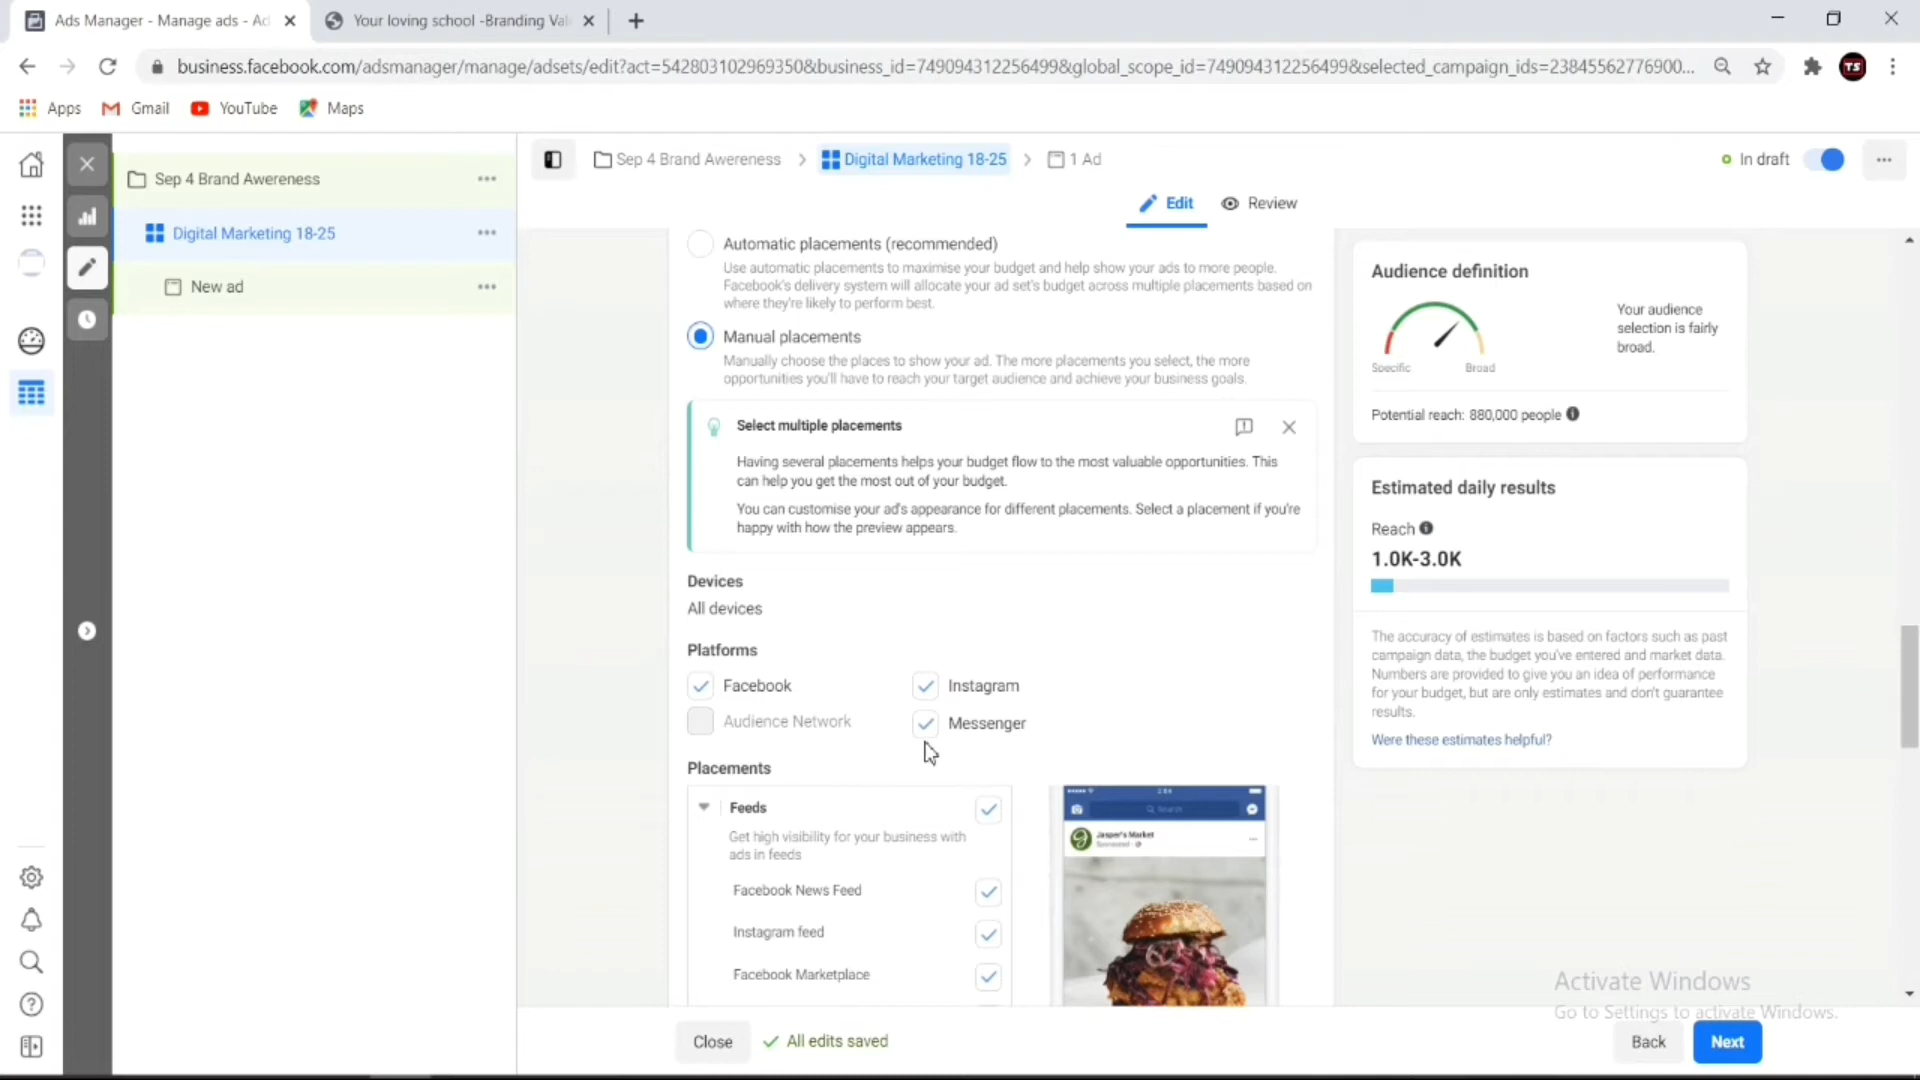 Ads Manager - Manage ads - Ad
Your loving school -Branding Val
business.facebook.com/adsmanager/manage/adsets/edit?act=542803102969350&business_id=749094312256499&global_scope_id=749094312256499&selected_campaign_ids=23845562776900...
TS
Apps
Gmail
YouTube
Maps
Sep 4 Brand Awereness
Digital Marketing 18-25
New ad
Sep 4 Brand Awereness
Digital Marketing 18-25
1 Ad
In draft
Edit
Review
Automatic placements (recommended)
Use automatic placements to maximise your budget and help show your ads to more people.
Facebook's delivery system will allocate your ad set's budget across multiple placements based on
where they're likely to perform best.
Manual placements
Manually choose the places to show your ad. The more placements you select, the more
opportunities you'll have to reach your target audience and achieve your business goals.
Select multiple placements
Having several placements helps your budget flow to the most valuable opportunities. This
can help you get the most out of your budget.
You can customise your ad's appearance for different placements. Select a placement if you're
happy with how the preview appears.
Devices
All devices
Platforms
Facebook
Instagram
Audience Network
Messenger
Placements
Feeds
Get high visibility for your business with
ads in feeds
Facebook News Feed
Instagram feed
Facebook Marketplace
Search
Jasper's Market
Sponsored
Audience definition
Specific
Broad
Your audience
selection is fairly
broad.
Potential reach: 880,000 people
Estimated daily results
Reach
1.0K-3.0K
The accuracy of estimates is based on factors such as past
campaign data, the budget you've entered and market data.
Numbers are provided to give you an idea of performance
for your budget, but are only estimates and don't guarantee
results.
Were these estimates helpful?
Activate Windows
Go to Settings to activate Windows.
Close
All edits saved
Back
Next